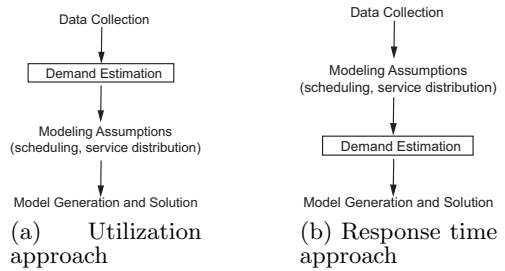 Data Collection
Demand Estimation
Modeling Assumptions
(scheduling, service distribution)
Model Generation and Solution
(a) Utilization
approach
Data Collection
Modeling Assumptions
(scheduling, service distribution)
Demand Estimation
Model Generation and Solution
(b) Response time
approach